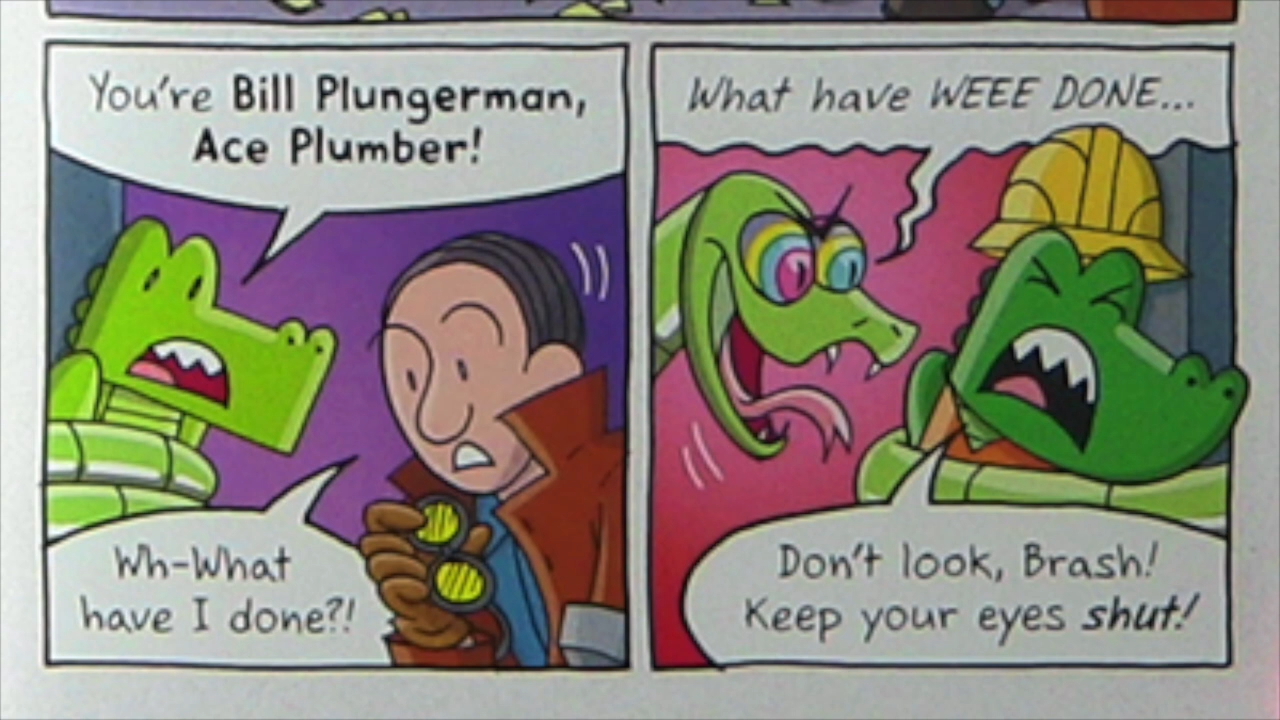 You're Bill Plungerman,
Ace Plumber!
Wh-What
have I done?!
What have WEEE DONE...
Don't look, Brash!
Keep your eyes shut!